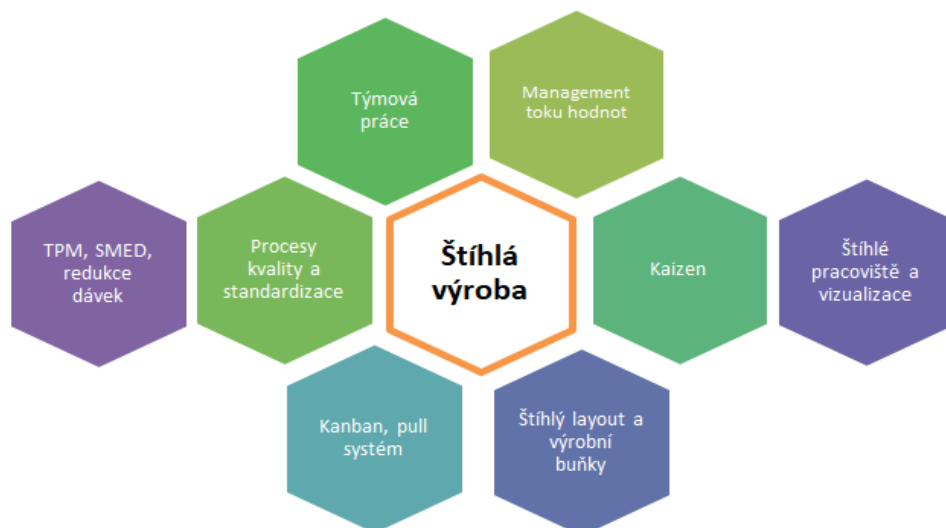 Týmová
práce
Management
toku hodnot
TPM, SMED,
redukce
dávek
Procesy
kvality a
standardizace
Štíhlá
výroba
Kaizen
Štíhlé
pracoviště a
vizualizace
Kanban, pull
systém
Štíhlý layout a
výrobní
buňky